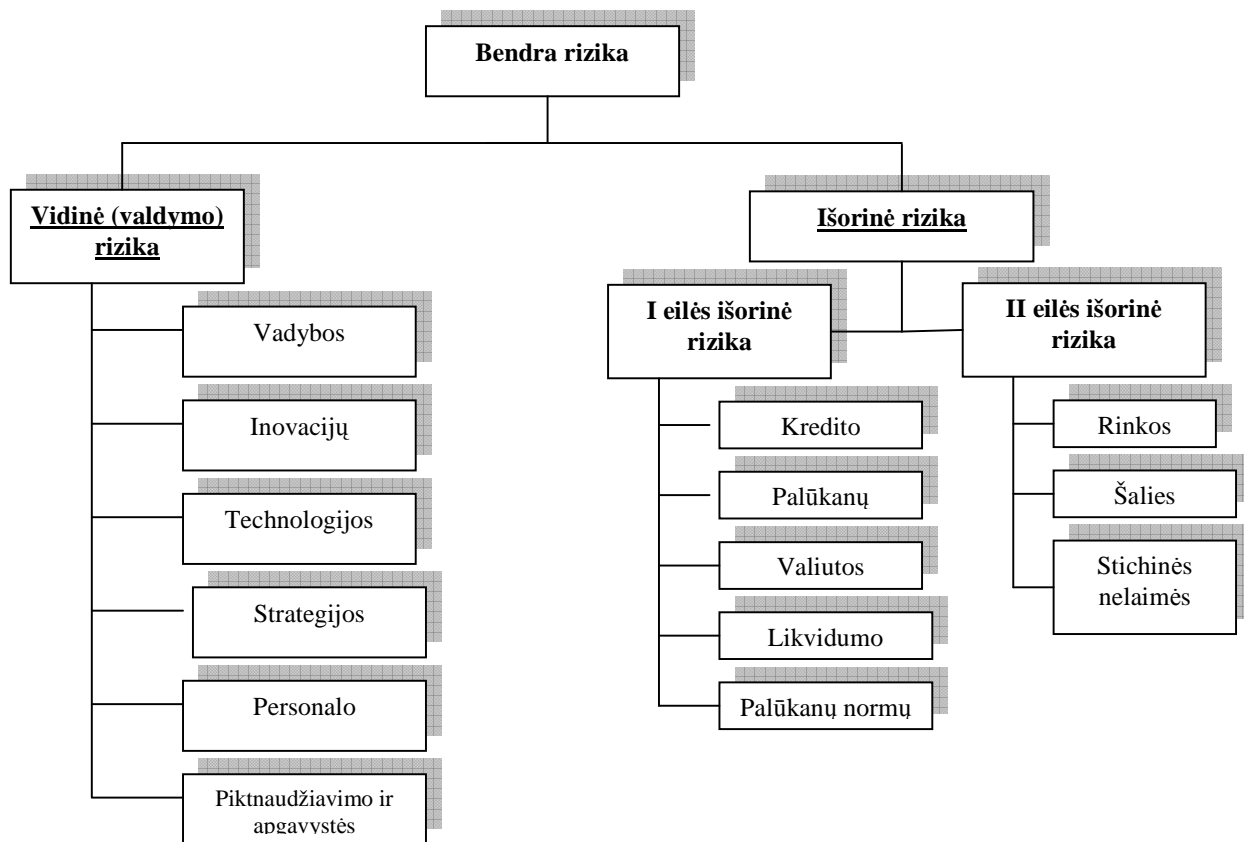 Bendra rizika
Vidinė (valdymo)
rizika
Vadybos
Inovacijų
Technologijos
Strategijos
Personalo
Piktnaudžiavimo ir
apgavystės
Išorinė rizika
I eilės išorinė
rizika
Kredito
Palūkanų
Valiutos
Likvidumo
Palūkanų normų
II eilės išorinė
rizika
Rinkos
Šalies
Stichinės
nelaimės